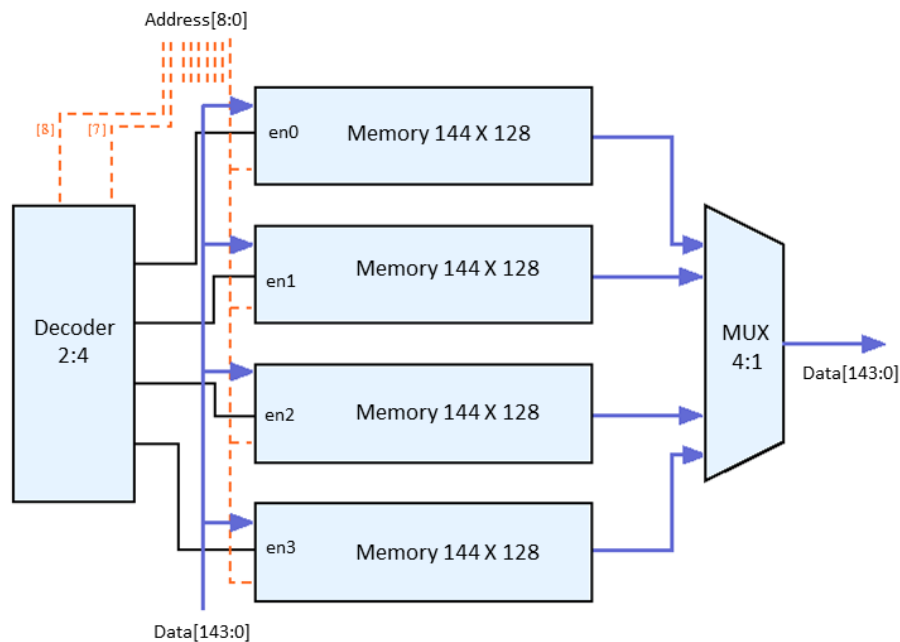 Address[8:0]
[8]
[7]
en0
Memory 144 X 128
en1
Memory 144 X 128
Decoder
2:4
MUX
4:1
Data[143:0]
en2
Memory 144 X 128
en3
Memory 144 X 128
Data[143:0]